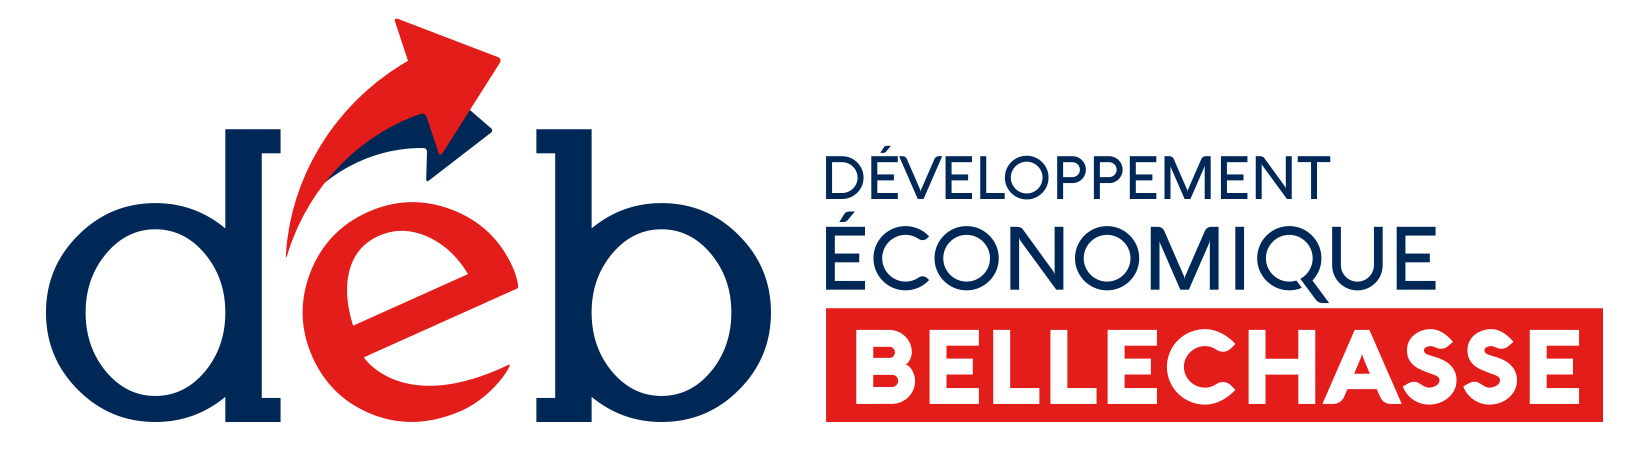 déb
DÉVELOPPEMENT
ÉCONOMIQUE
BELLECHASSE